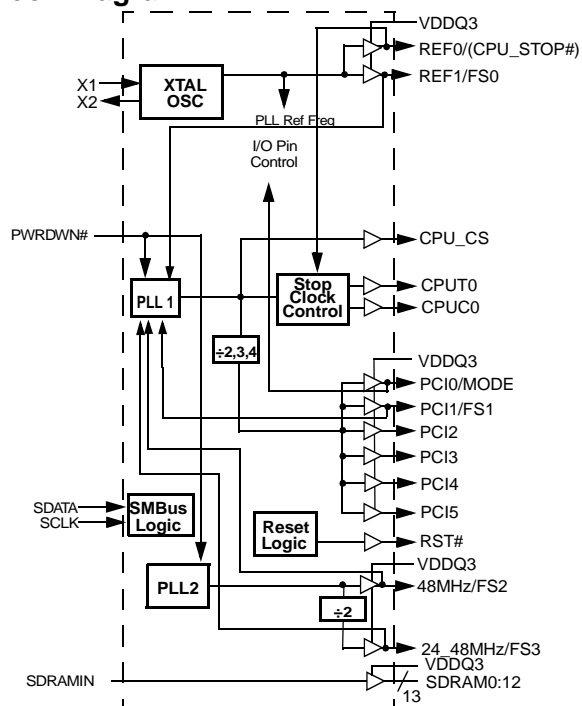 VDDQ3
REF0/(CPU_STOP#)
X1
X2
XTAL
OSC
REF1/FS0
PLL Ref Freq
I/O Pin
Control
PWRDWN#
CPU_CS
PLL 1
Stop
Clock
Control
CPUT0
CPUC0
÷2,3,4
VDDQ3
PCI0/MODE
PCI1/FS1
PCI2
PCI3
PCI4
PCI5
SDATA
SCLK
SMBus
Logic
Reset
Logic
RST#
VDDQ3
PLL2
48MHz/FS2
÷2
24_48MHz/FS3
VDDQ3
SDRAMIN
SDRAM0:12
13